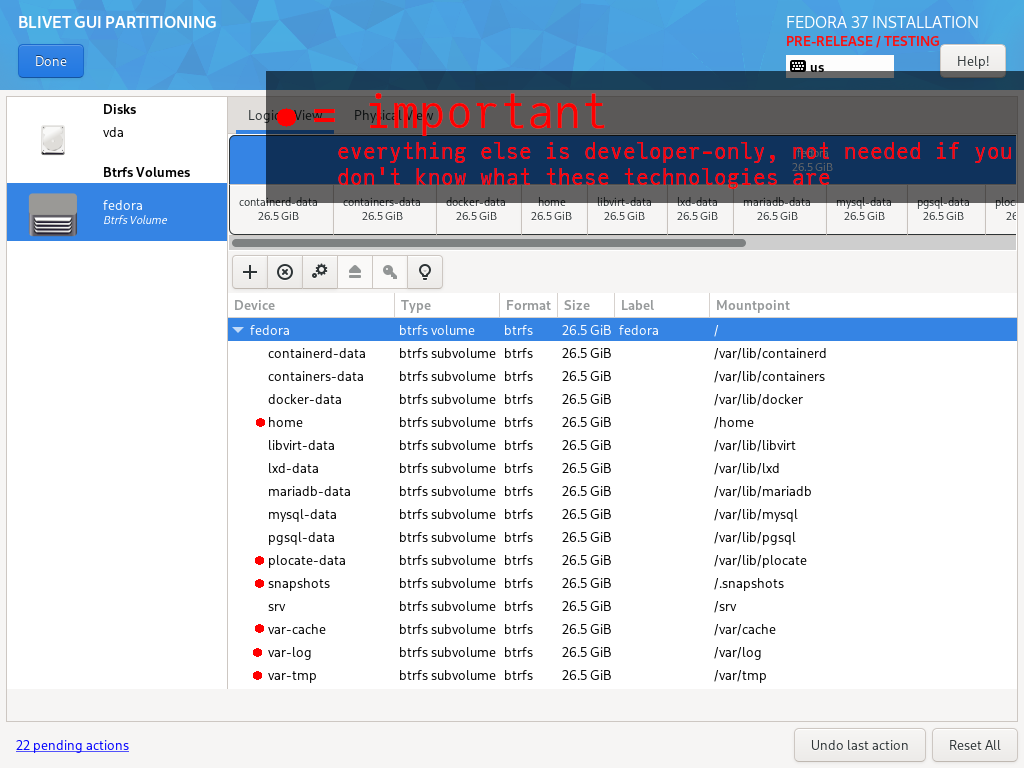 BLIVET GUI PARTITIONING
FEDORA 37 INSTALLATION
PRE-RELEASE / TESTING
Done
us
Help!
Disks
vda
Btrfs Volumes
fedora
Btrfs Volume
Logical View Physical View
= important
everything else is developer-only, not needed if you
don't know what these technologies are
fedora
26.5 GiB
containerd-data containers-data docker-data home libvirt-data lxd-data mariadb-data mysql-data pgsql-data ploc
26.5 GiB 26.5 GiB 26.5 GiB 26.5 GiB 26.5 GiB 26.5 GiB 26.5 GiB 26.5 GiB 26.5 GiB 26.5
Device Type Format Size Label Mountpoint
fedora btrfs volume btrfs 26.5 GiB fedora /
containerd-data btrfs subvolume btrfs 26.5 GiB /var/lib/containerd
containers-data btrfs subvolume btrfs 26.5 GiB /var/lib/containers
docker-data btrfs subvolume btrfs 26.5 GiB /var/lib/docker
home btrfs subvolume btrfs 26.5 GiB /home
libvirt-data btrfs subvolume btrfs 26.5 GiB /var/lib/libvirt
lxd-data btrfs subvolume btrfs 26.5 GiB /var/lib/lxd
mariadb-data btrfs subvolume btrfs 26.5 GiB /var/lib/mariadb
mysql-data btrfs subvolume btrfs 26.5 GiB /var/lib/mysql
pgsql-data btrfs subvolume btrfs 26.5 GiB /var/lib/pgsql
plocate-data btrfs subvolume btrfs 26.5 GiB /var/lib/plocate
snapshots btrfs subvolume btrfs 26.5 GiB /.snapshots
srv btrfs subvolume btrfs 26.5 GiB /srv
var-cache btrfs subvolume btrfs 26.5 GiB /var/cache
var-log btrfs subvolume btrfs 26.5 GiB /var/log
var-tmp btrfs subvolume btrfs 26.5 GiB /var/tmp
22 pending actions
Undo last action
Reset All